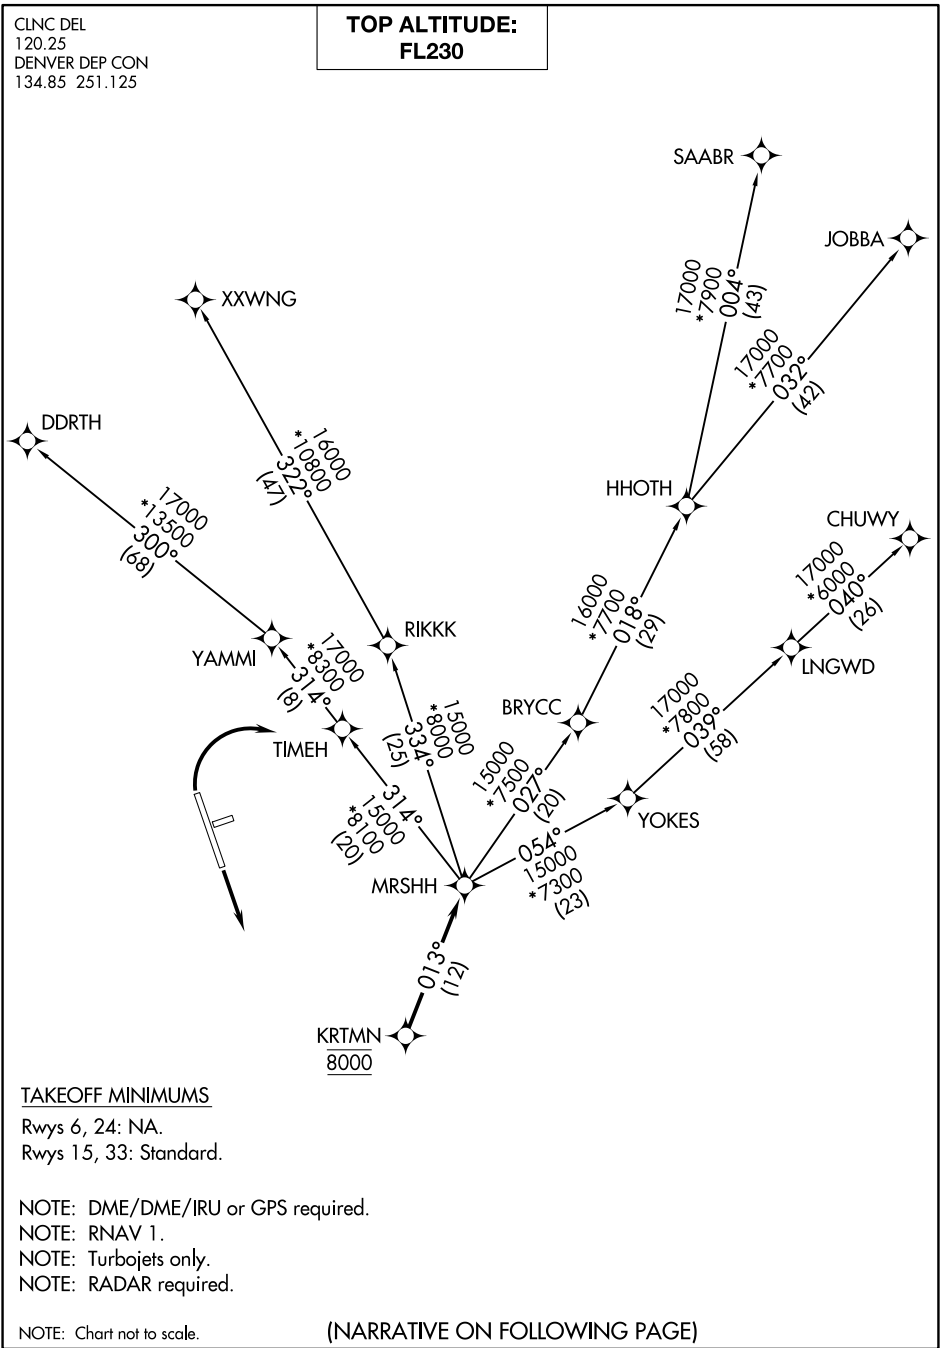 CLNC DEL
120.25
DENVER DEP CON
134.85 251.125
TOP ALTITUDE:
FL230
SAABR
JOBBA
17000
*7900
004°
(43)
17000
*7700
032°
(42)
XXWNG
DDRTH
16000
*10800
322°
(47)
17000
*13500
300°
(68)
HHOTH
CHUWY
17000
*6000
040°
(26)
16000
*7700
018°
(29)
RIKKK
YAMMI
LNGWD
17000
*8300
314°
(8)
BRYCC
17000
*7800
039°
(58)
TIMEH
15000
*8000
334°
(25)
15000
*7500
027°
(20)
314°
15000
*8100
(20)
YOKES
054°
15000
*7300
(23)
MRSHH
013°
(12)
KRTMN
8000
TAKEOFF MINIMUMS
Rwys 6, 24: NA.
Rwys 15, 33: Standard.
NOTE: DME/DME/IRU or GPS required.
NOTE: RNAV 1.
NOTE: Turbojets only.
NOTE: RADAR required.
NOTE: Chart not to scale.
(NARRATIVE ON FOLLOWING PAGE)